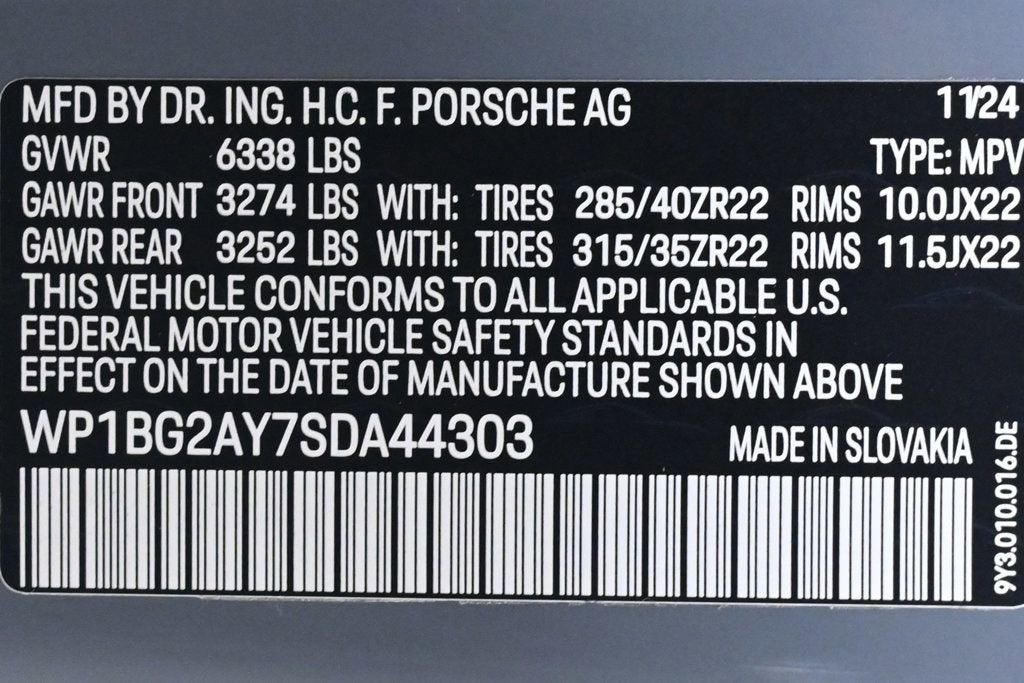 MFD BY DR. ING. H.C. F. PORSCHE AG 11/24
GVWR 6338 LBS TYPE: MPV
GAWR FRONT 3274 LBS WITH: TIRES 285/40ZR22 RIMS 10.0JX22
GAWR REAR 3252 LBS WITH: TIRES 315/35ZR22 RIMS 11.5JX22
THIS VEHICLE CONFORMS TO ALL APPLICABLE U.S.
FEDERAL MOTOR VEHICLE SAFETY STANDARDS IN
EFFECT ON THE DATE OF MANUFACTURE SHOWN ABOVE
WP1BG2AY7SDA44303 MADE IN SLOVAKIA
9Y3.010.016.DE